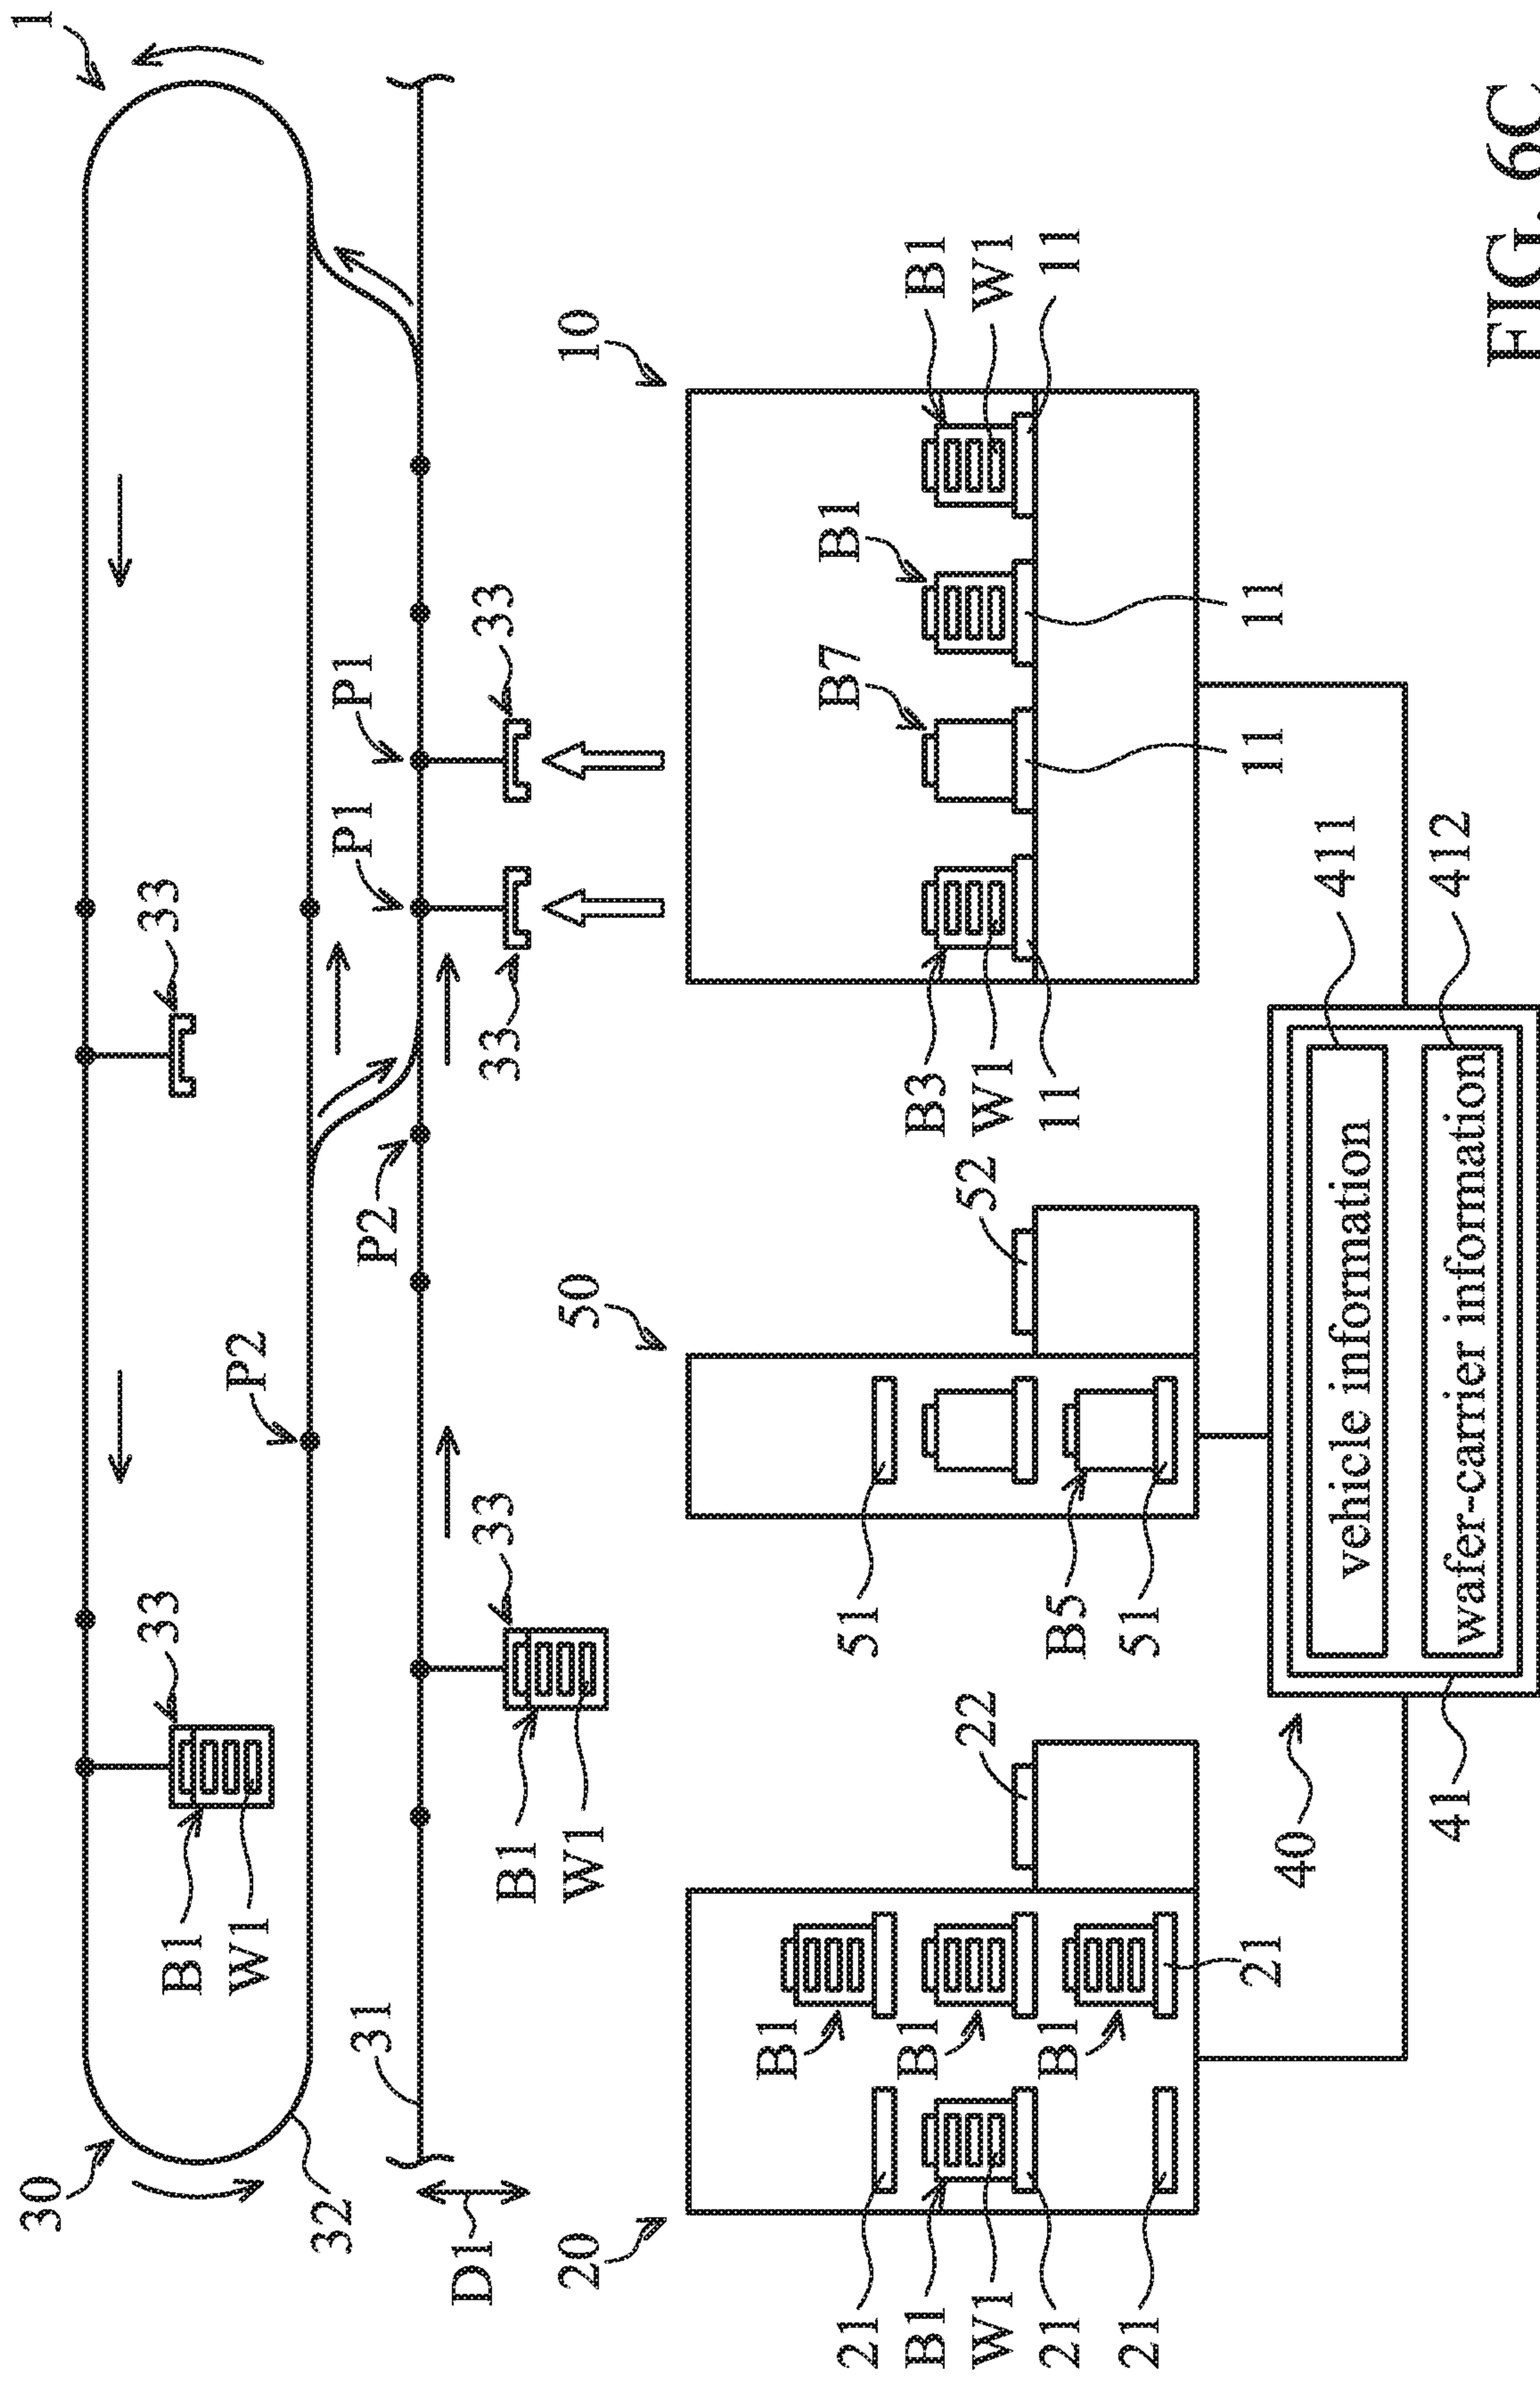 1
30
32
31
D1
33
B1
W1
33
P2
P2
P1
P1
33
33
33
B1
W1
20
21
B1
W1
21
21
B1
B1
B1
21
22
50
51
B5
51
52
10
B3
W1
11
B7
B1
B1
W1
11
11
11
40
41
vehicle information
wafer-carrier information
411
412
FIG. 6C